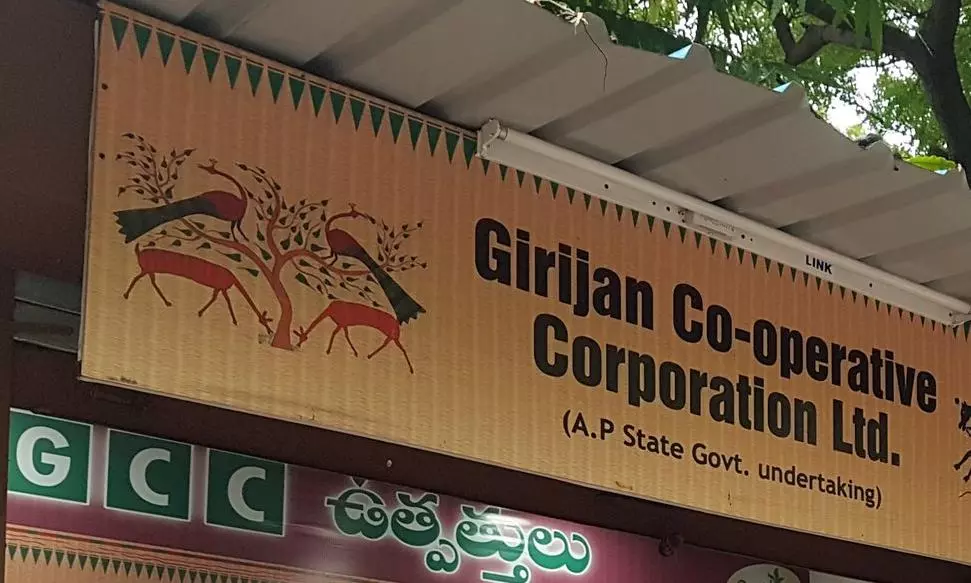 LINK
Girijan Co-operative
Corporation Ltd.
(A.P State Govt. undertaking)
GCC ఉత్పత్తులు